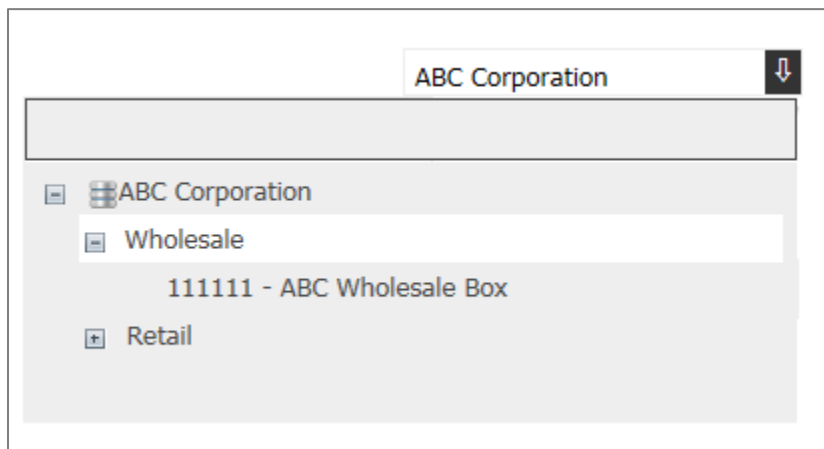 ABC Corporation
ABC Corporation
Wholesale
111111 - ABC Wholesale Box
Retail